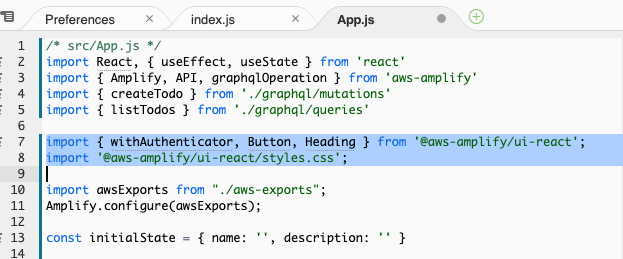 Preferences
index.js
App.js
1 /* src/App.js */
2 import React, { useEffect, useState } from 'react'
3 import { Amplify, API, graphqlOperation } from 'aws-amplify'
4 import { createTodo } from './graphql/mutations'
5 import { listTodos } from './graphql/queries'
6
7 import { withAuthenticator, Button, Heading } from '@aws-amplify/ui-react';
8 import '@aws-amplify/ui-react/styles.css';
9
10 import awsExports from "./aws-exports";
11 Amplify.configure(awsExports);
12
13 const initialState = { name: '', description: '' }
14